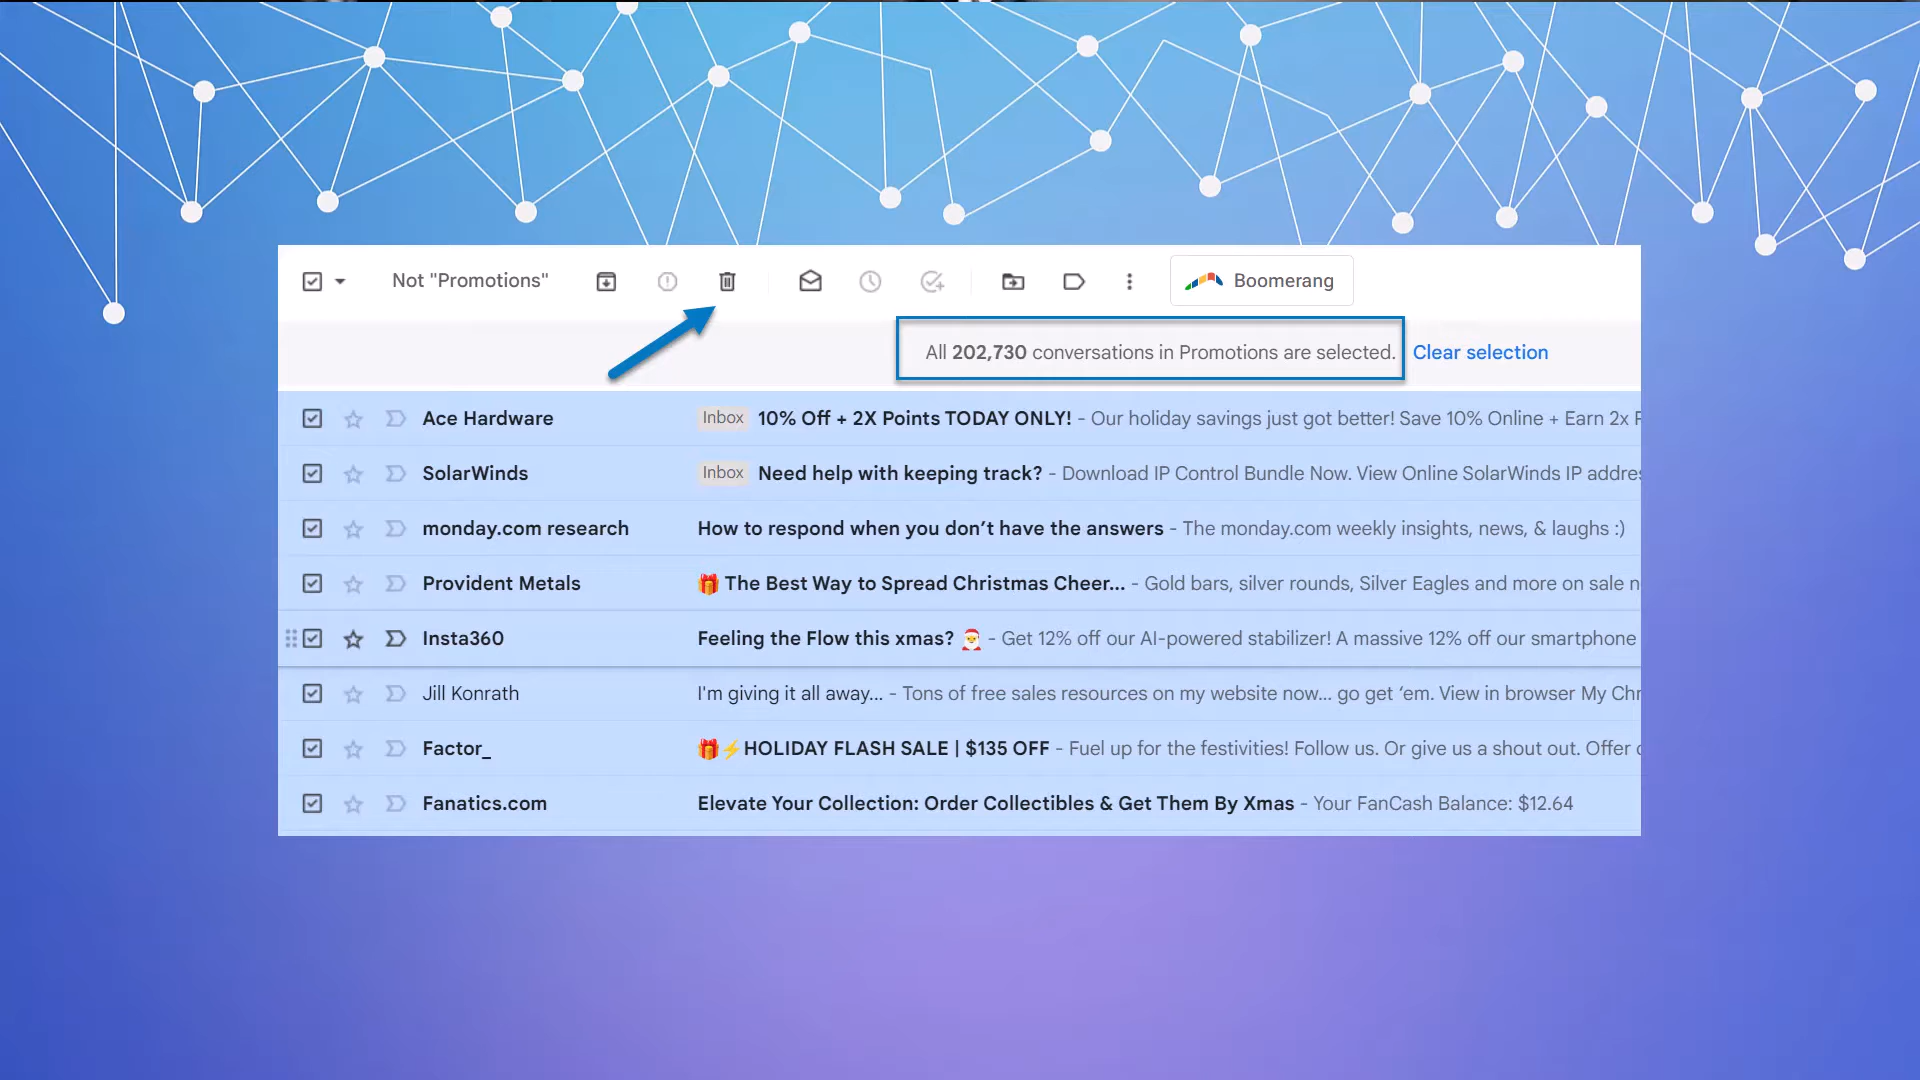 Not "Promotions" Boomerang
All 202,730 conversations in Promotions are selected. Clear selection
Ace Hardware Inbox 10% Off + 2X Points TODAY ONLY! - Our holiday savings just got better! Save 10% Online + Earn 2x
SolarWinds Inbox Need help with keeping track? - Download IP Control Bundle Now. View Online SolarWinds IP addres
monday.com research How to respond when you don’t have the answers - The monday.com weekly insights, news, & laughs :)
Provident Metals 🎁 The Best Way to Spread Christmas Cheer... - Gold bars, silver rounds, Silver Eagles and more on sale n
Insta360 Feeling the Flow this xmas? 🎅 - Get 12% off our AI-powered stabilizer! A massive 12% off our smartphone
Jill Konrath I'm giving it all away... - Tons of free sales resources on my website now... go get ‘em. View in browser My Chr
Factor_ 🎁⚡HOLIDAY FLASH SALE | $135 OFF - Fuel up for the festivities! Follow us. Or give us a shout out. Offer
Fanatics.com Elevate Your Collection: Order Collectibles & Get Them By Xmas - Your FanCash Balance: $12.64